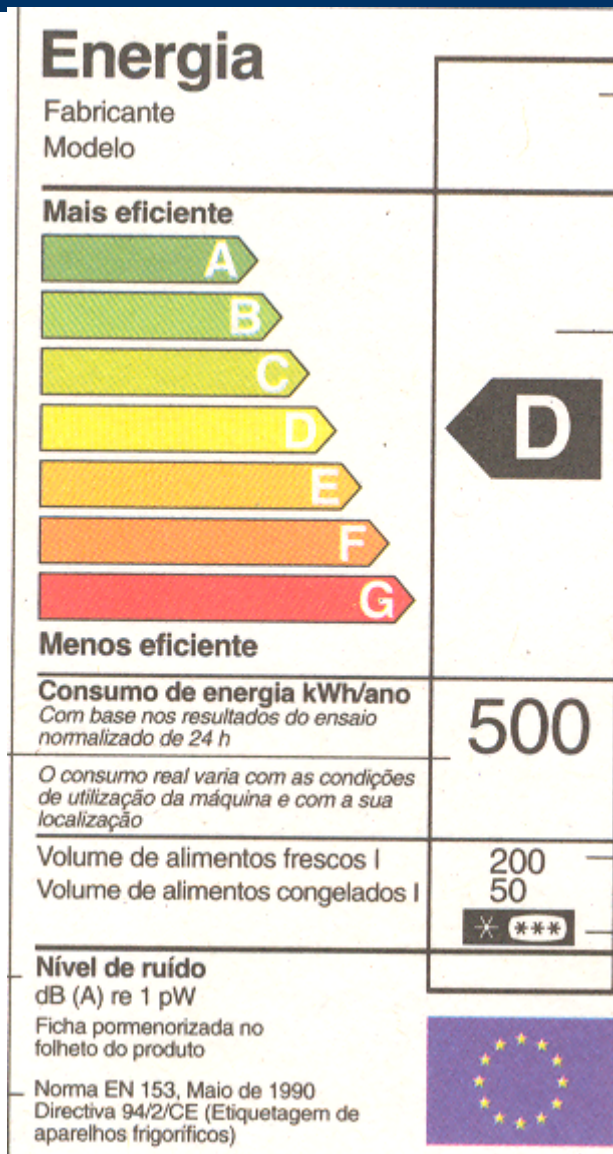 Energia
Fabricante
Modelo
Mais eficiente
A
B
C
D
D
E
F
G
Menos eficiente
Consumo de energia kWh/ano
Com base nos resultados do ensaio
normalizado de 24 h
500
O consumo real varia com as condições
de utilização da máquina e com a sua
localização
Volume de alimentos frescos l 200
Volume de alimentos congelados l 50
* (***)
Nível de ruído
dB (A) re 1 pW
Ficha pormenorizada no
folheto do produto
Norma EN 153, Maio de 1990
Directiva 94/2/CE (Etiquetagem de
aparelhos frigoríficos)